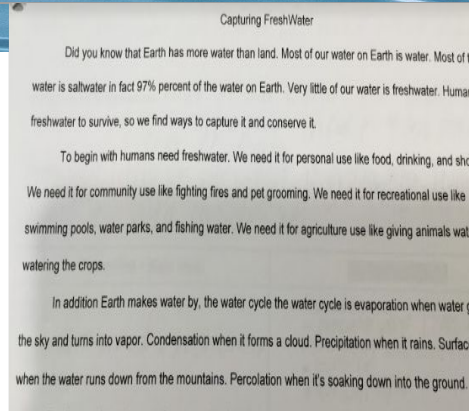 Capturing FreshWater
Did you know that Earth has more water than land. Most of our water on Earth is water. Most of
water is saltwater in fact 97% percent of the water on Earth. Very little of our water is freshwater.
freshwater to survive, so we find ways to capture it and conserve it.
To begin with humans need freshwater. We need it for personal use like food, drinking, and
We need it for community use like fighting fires and pet grooming. We need it for recreational use like
swimming pools, water parks, and fishing water. We need it for agriculture use like giving animals
watering the crops.
In addition Earth makes water by, the water cycle the water cycle is evaporation when water
the sky and turns into vapor. Condensation when it forms a cloud. Precipitation when it rains.
when the water runs down from the mountains. Percolation when it's soaking down into the ground.